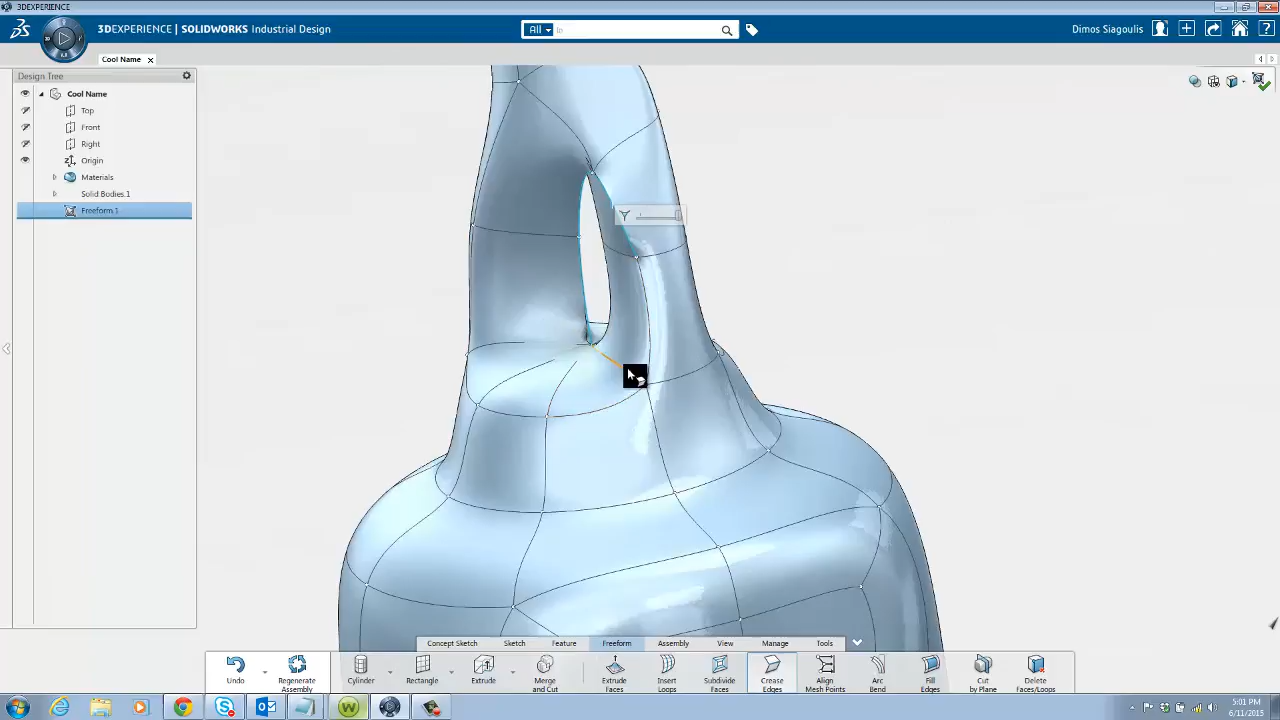 3DEXPERIENCE
3DEXPERIENCE | SOLIDWORKS Industrial Design
All
Dimos Siagoulis
Cool Name
Design Tree
Cool Name
Top
Front
Right
Origin
Materials
Solid Bodies.1
Freeform 1
Concept Sketch Sketch Feature Freeform Assembly View Manage Tools
Undo
Regenerate Assembly
Cylinder
Rectangle
Extrude
Merge and Cut
Extrude Faces
Insert Loops
Subdivide Faces
Crease Edges
Align Mesh Points
Arc Bend
Fill Edges
Cut by Plane
Delete Faces/Loops
5:01 PM
6/11/2015